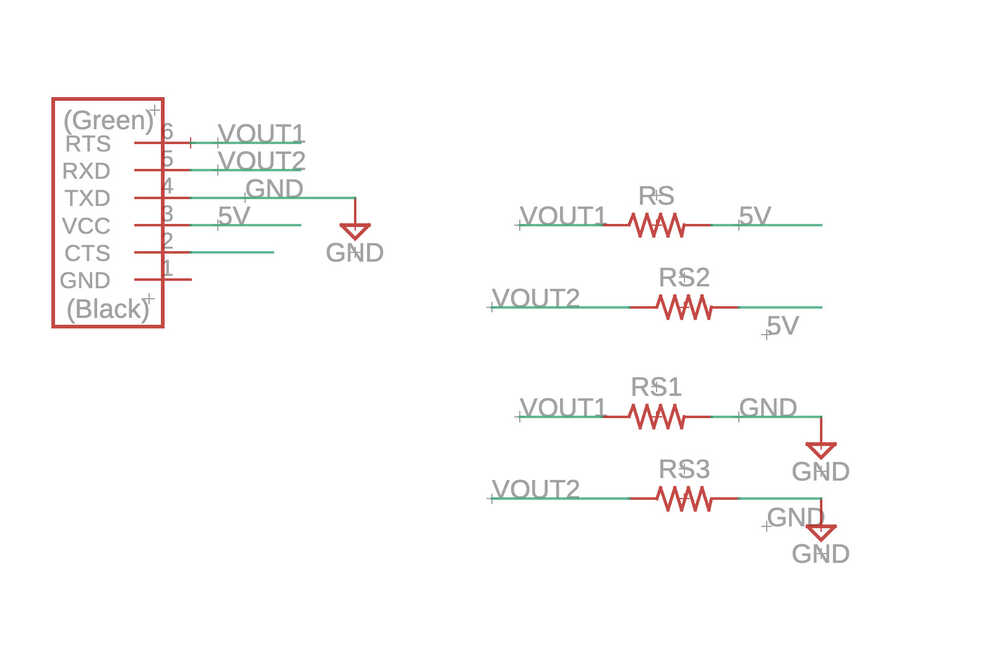 (Green)
RTS 6 VOUT1
RXD 5 VOUT2
TXD 4 GND
VCC 3 5V
CTS 2 GND
GND 1
(Black)
RS
VOUT1 5V
RS2
VOUT2
5V
RS1
VOUT1 GND
GND
RS3
VOUT2
GND
GND